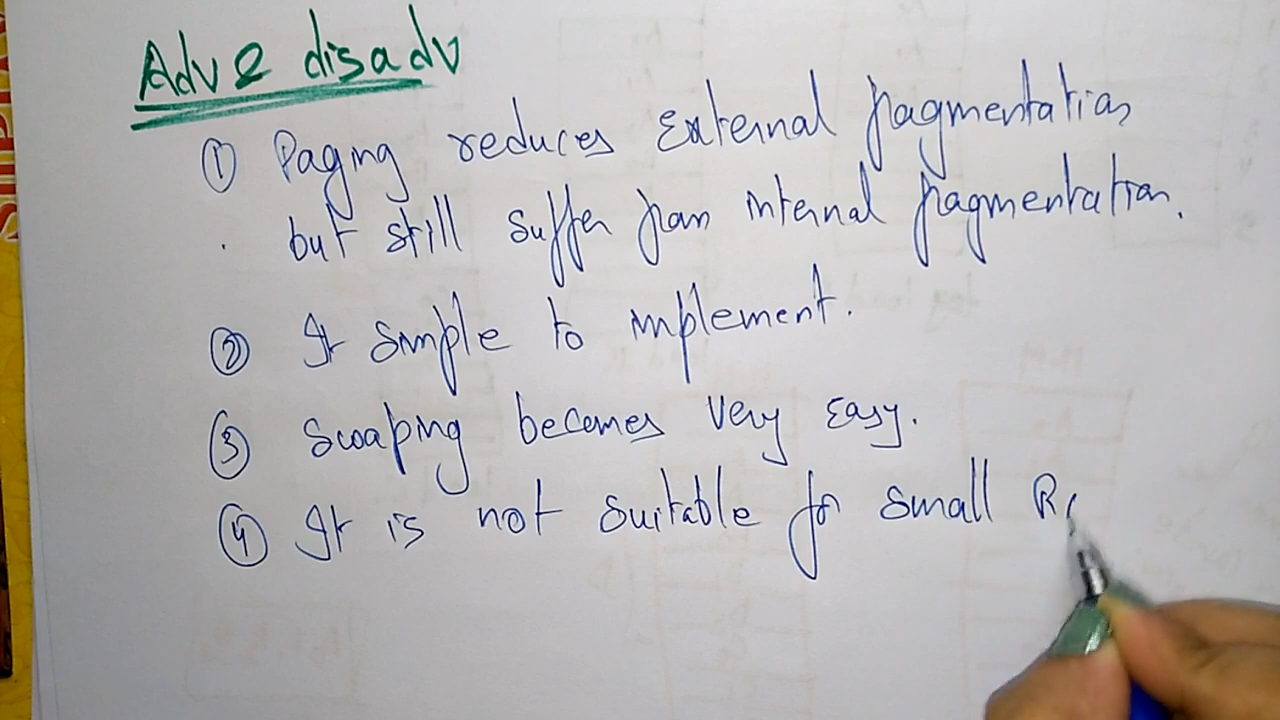 Adv & disadv
① Paging reduces External fragmentation
but still suffer from internal fragmentation.
② It simple to implement.
③ Swaping becomes very Easy.
④ It is not suitable for small R